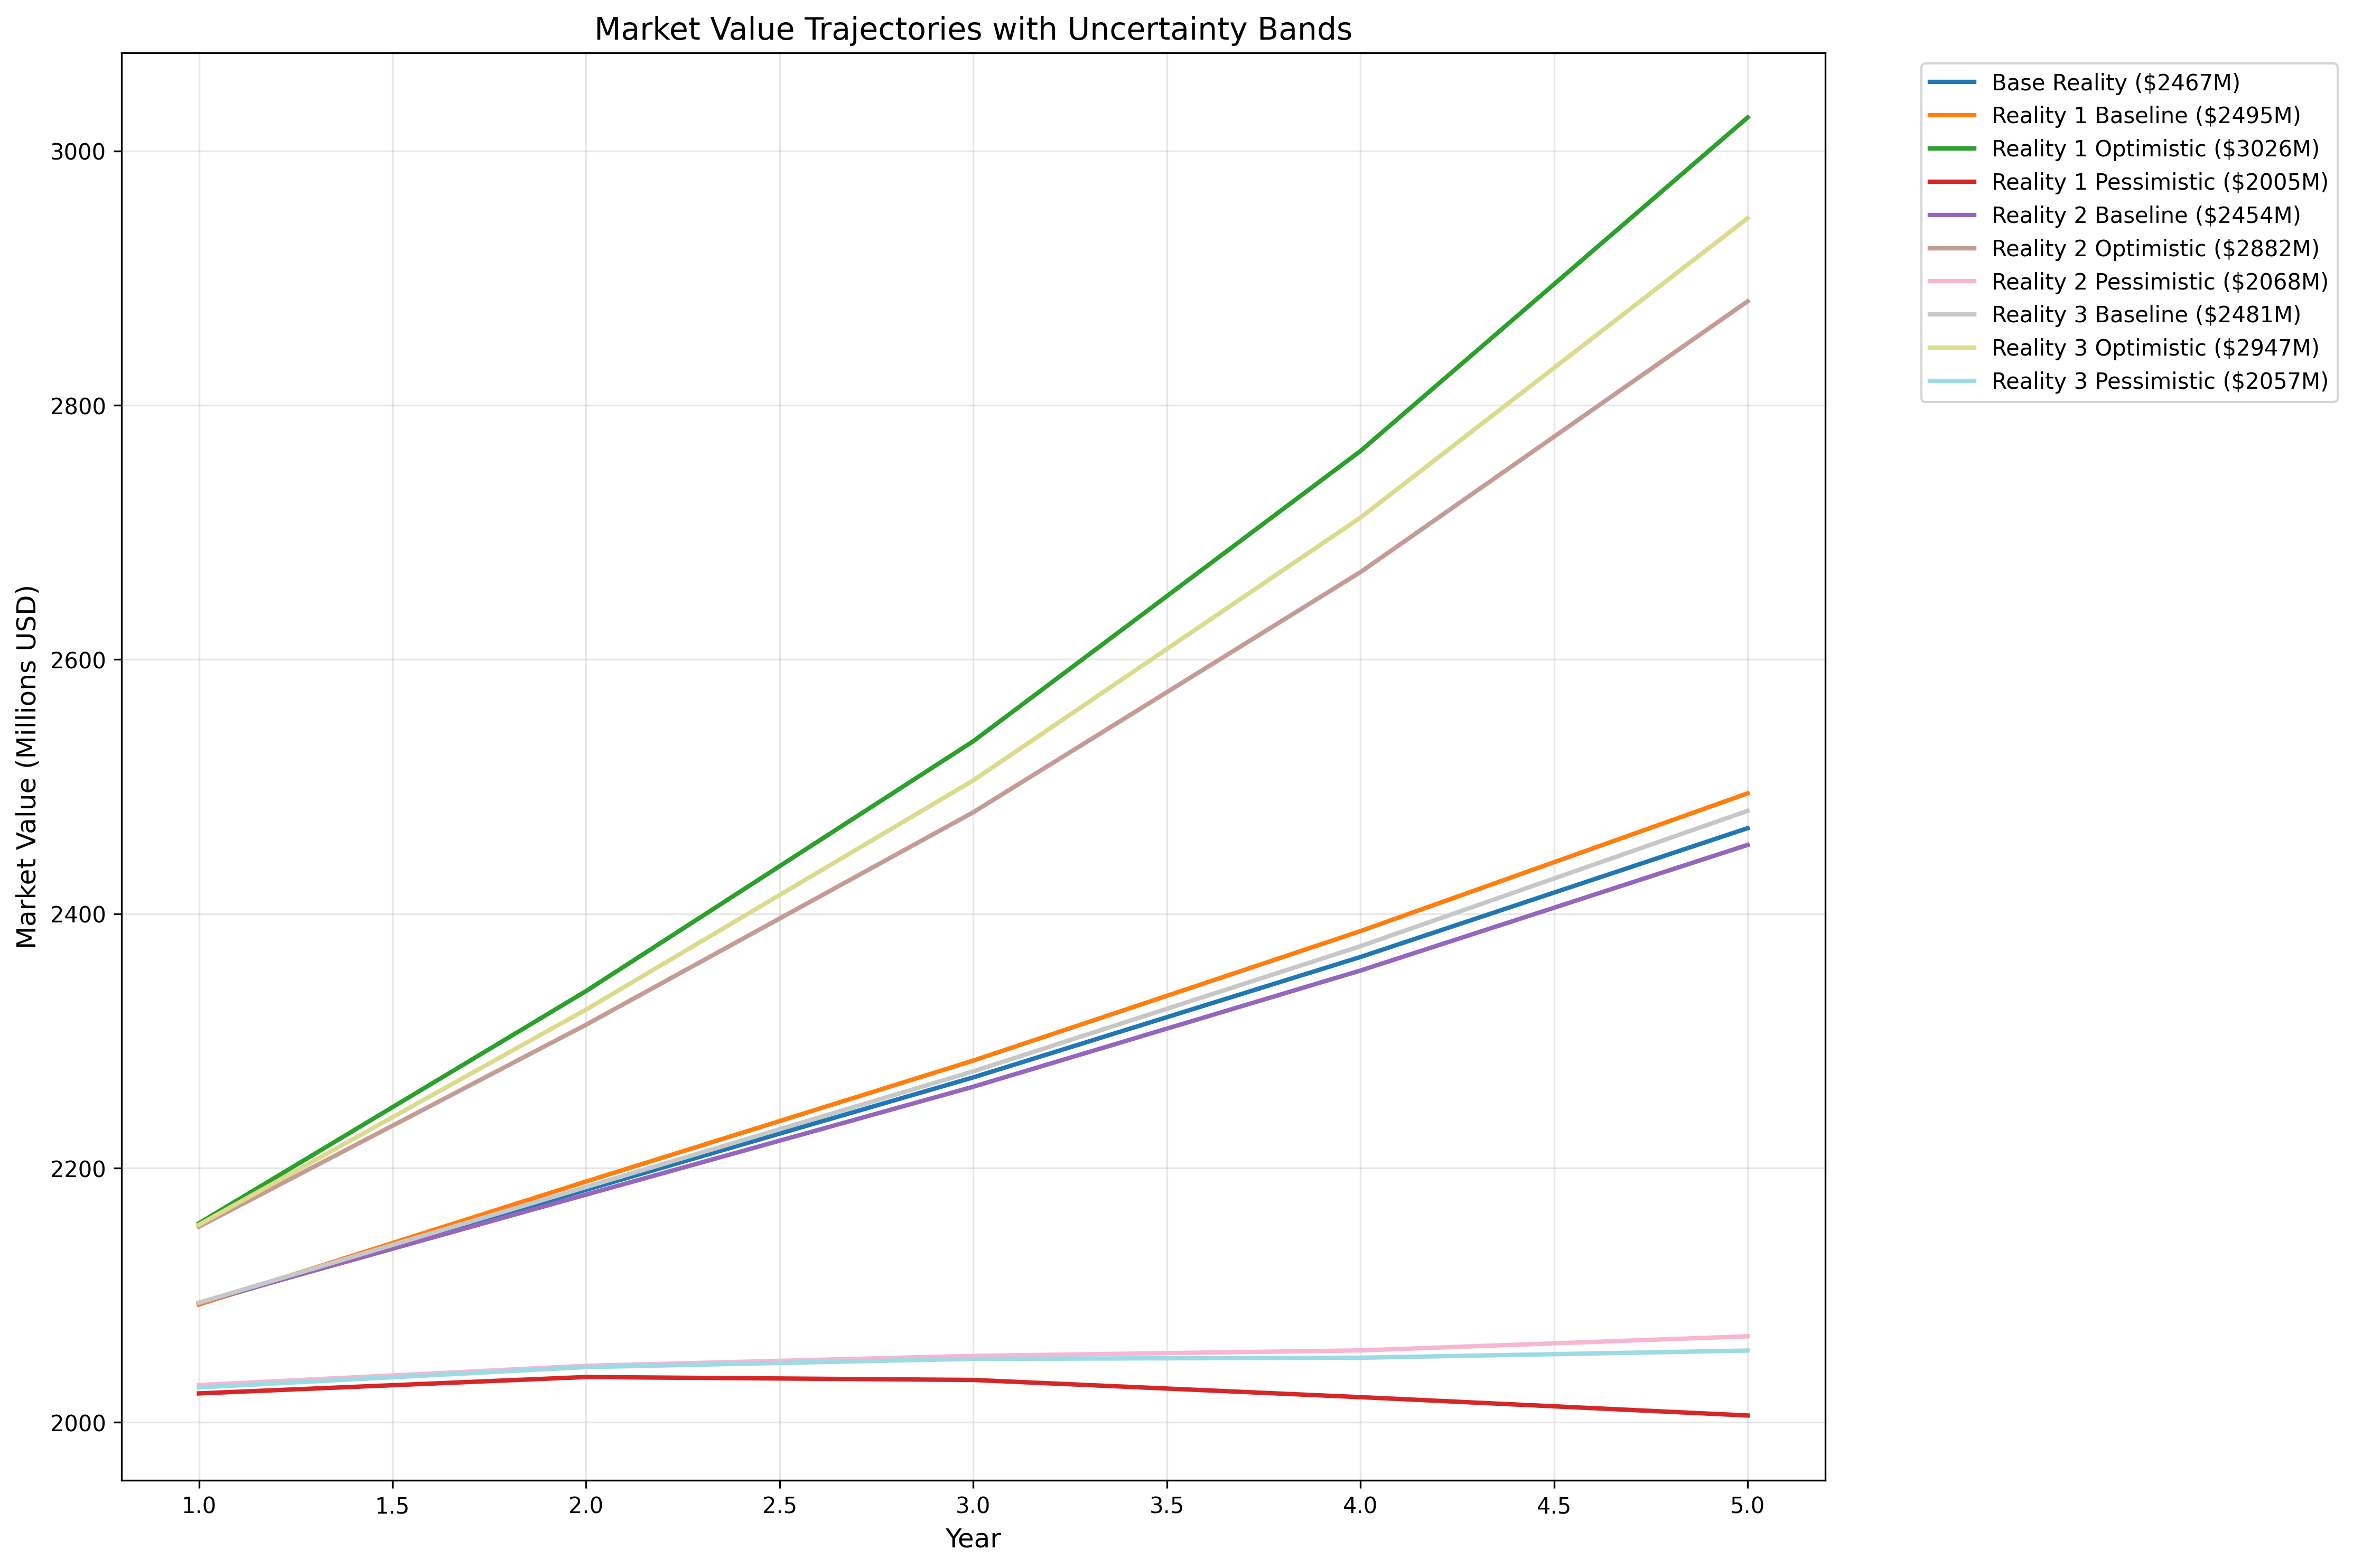 Market Value Trajectories with Uncertainty Bands
Base Reality ($2467M)
Reality 1 Baseline ($2495M)
Reality 1 Optimistic ($3026M)
Reality 1 Pessimistic ($2005M)
Reality 2 Baseline ($2454M)
Reality 2 Optimistic ($2882M)
Reality 2 Pessimistic ($2068M)
Reality 3 Baseline ($2481M)
Reality 3 Optimistic ($2947M)
Reality 3 Pessimistic ($2057M)
Market Value (Millions USD)
3000
2800
2600
2400
2200
2000
1.0 1.5 2.0 2.5 3.0 3.5 4.0 4.5 5.0
Year